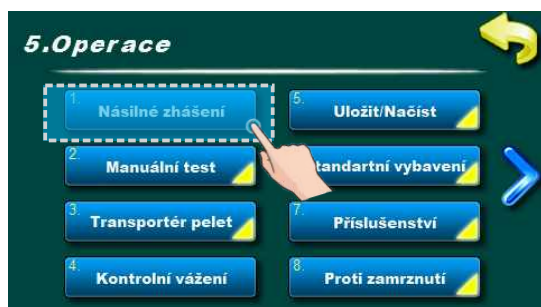 5.Operace
1. Násilné zhášení
5. Uložit/Načíst
2. Manuální test
tandartní vybavení
3. Transportér pelet
7. Příslušenství
4. Kontrolní vážení
8. Proti zamrznutí